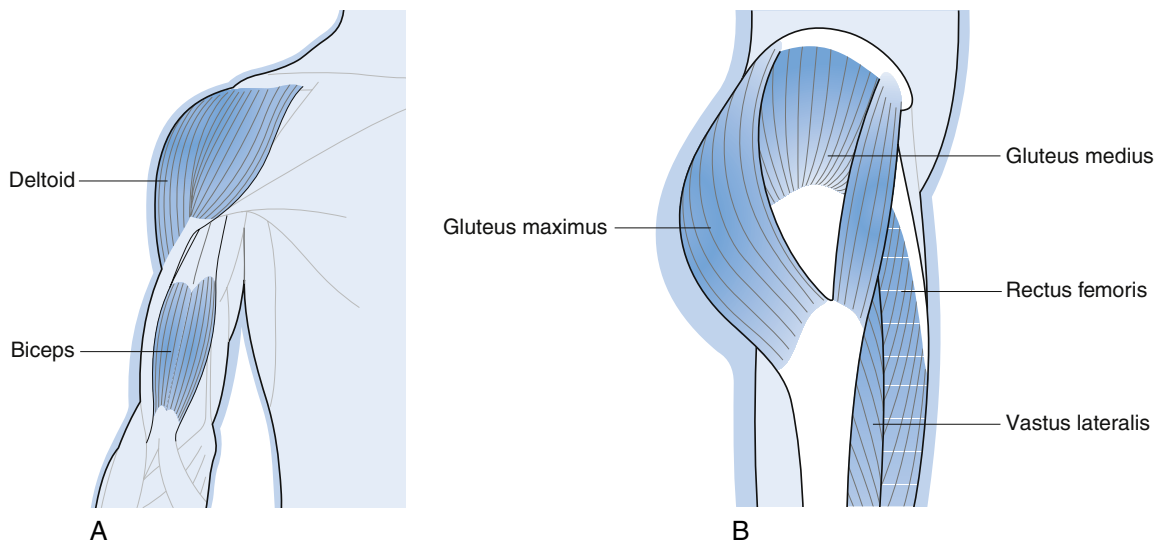 Deltoid
Biceps
A
Gluteus maximus
Gluteus medius
Rectus femoris
Vastus lateralis
B